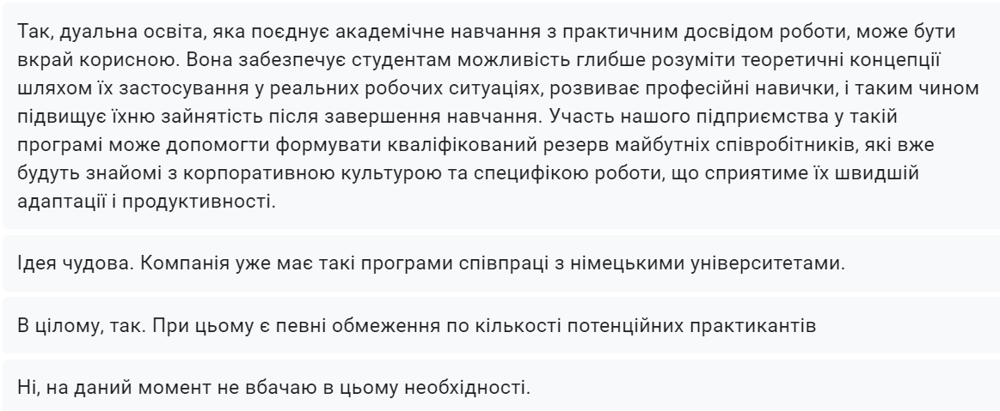 Так, дуальна освіта, яка поєднує академічне навчання з практичним досвідом роботи, може бути
вкрай корисною. Вона забезпечує студентам можливість глибше розуміти теоретичні концепції
шляхом їх застосування у реальних робочих ситуаціях, розвиває професійні навички, і таким чином
підвищує їхню зайнятість після завершення навчання. Участь нашого підприємства у такій
програмі може допомогти формувати кваліфікований резерв майбутніх співробітників, які вже
будуть знайомі з корпоративною культурою та специфікою роботи, що сприятиме їх швидшій
адаптації і продуктивності.
Ідея чудова. Компанія уже має такі програми співпраці з німецькими університетами.
В цілому, так. При цьому є певні обмеження по кількості потенційних практикантів
Ні, на даний момент не вбачаю в цьому необхідності.